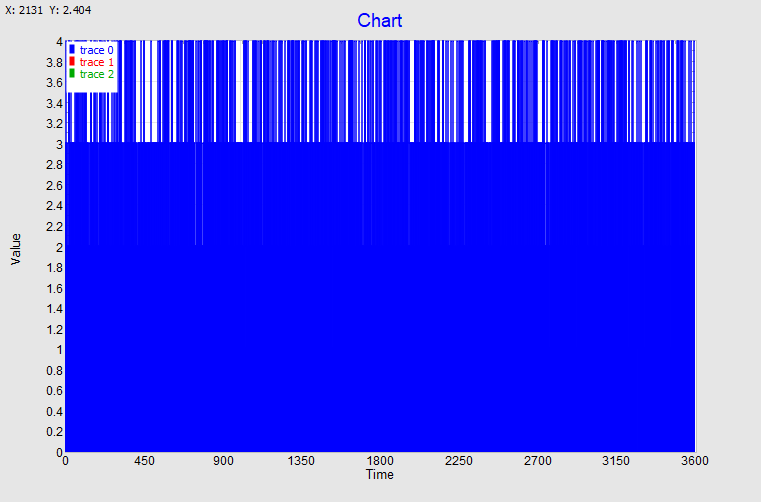 X: 2131 Y: 2.404
Chart
trace 0
trace 1
trace 2
4
3.8
3.6
3.4
3.2
3
2.8
2.6
2.4
2.2
2
1.8
1.6
1.4
1.2
1
0.8
0.6
0.4
0.2
0
Value
0 450 900 1350 1800 2250 2700 3150 3600
Time